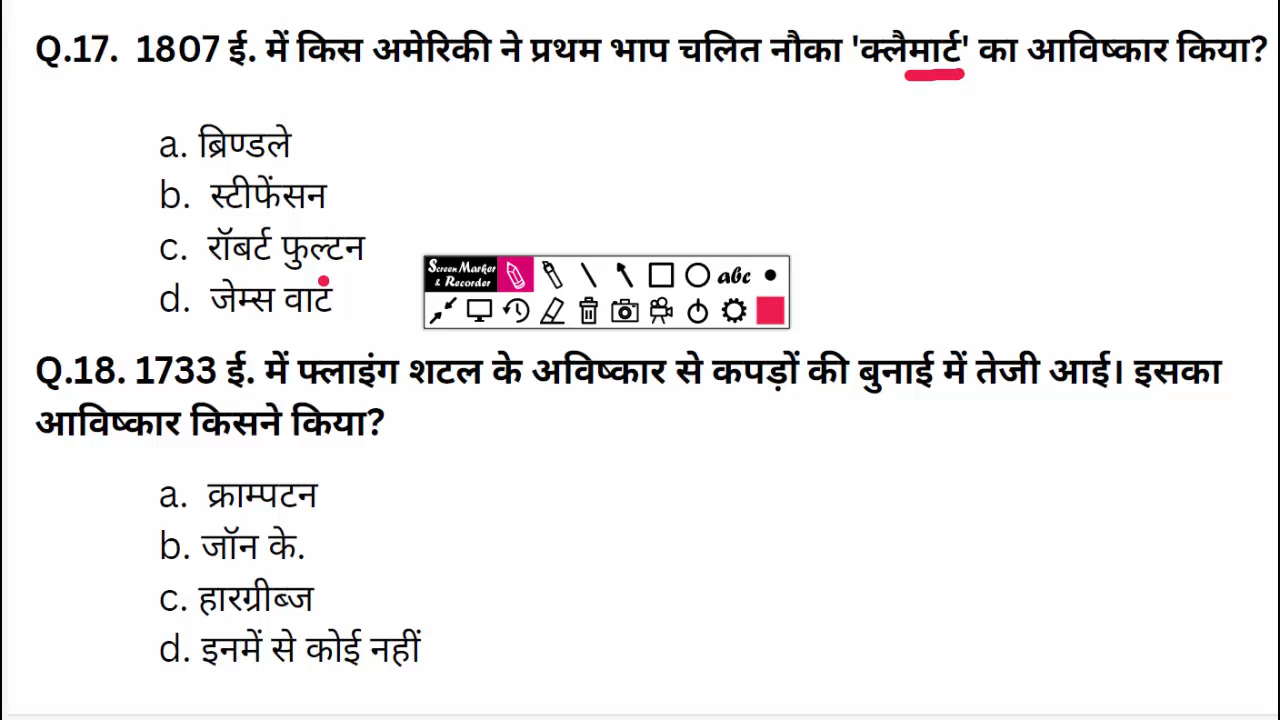 Q.17. 1807 ई. में किस अमेरिकी ने प्रथम भाप चलित नौका 'क्लैमार्ट' का आविष्कार किया?
a. ब्रिण्डले
b. स्टीफेंसन
c. रॉबर्ट फुल्टन
d. जेम्स वाट
Screen Marker & Recorder
abc
Q.18. 1733 ई. में फ्लाइंग शटल के अविष्कार से कपड़ों की बुनाई में तेजी आई। इसका
आविष्कार किसने किया?
a. क्राम्पटन
b. जॉन के.
c. हारग्रीब्ज
d. इनमें से कोई नहीं